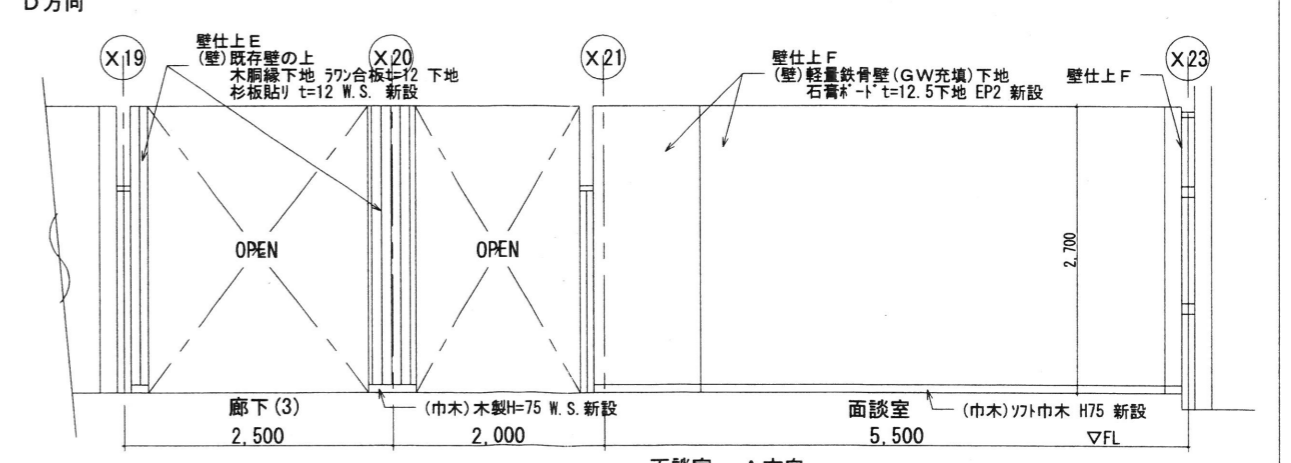 D方向
X19
X20
X21
X23
壁仕上E
(壁)既存壁の上
木胴縁下地 ラワン合板t=12 下地
杉板貼り t=12 W.S. 新設
壁仕上F
(壁)軽量鉄骨壁(GW充填)下地
石膏ボードt=12.5下地 EP2 新設
壁仕上F
OPEN
OPEN
2,700
廊下(3)
(巾木)木製H=75 W.S.新設
面談室
(巾木)ソフト巾木 H75 新設
2,500
2,000
5,500
▽FL